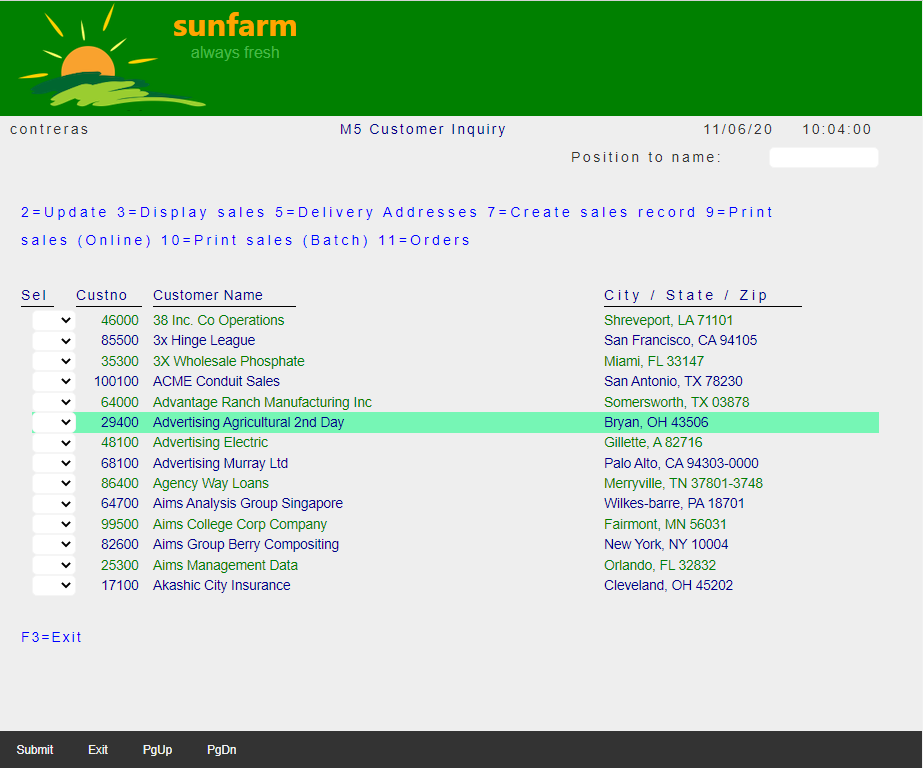 sunfarm
always fresh
contreras M5 Customer Inquiry 11/06/20 10:04:00
Position to name:
2=Update 3=Display sales 5=Delivery Addresses 7=Create sales record 9=Print
sales (Online) 10=Print sales (Batch) 11=Orders
Sel Custno Customer Name City / State / Zip
46000 38 Inc. Co Operations Shreveport, LA 71101
85500 3x Hinge League San Francisco, CA 94105
35300 3X Wholesale Phosphate Miami, FL 33147
100100 ACME Conduit Sales San Antonio, TX 78230
64000 Advantage Ranch Manufacturing Inc Somersworth, TX 03878
29400 Advertising Agricultural 2nd Day Bryan, OH 43506
48100 Advertising Electric Gillette, A 82716
68100 Advertising Murray Ltd Palo Alto, CA 94303-0000
86400 Agency Way Loans Merryville, TN 37801-3748
64700 Aims Analysis Group Singapore Wilkes-barre, PA 18701
99500 Aims College Corp Company Fairmont, MN 56031
82600 Aims Group Berry Compositing New York, NY 10004
25300 Aims Management Data Orlando, FL 32832
17100 Akashic City Insurance Cleveland, OH 45202
F3=Exit
Submit Exit PgUp PgDn